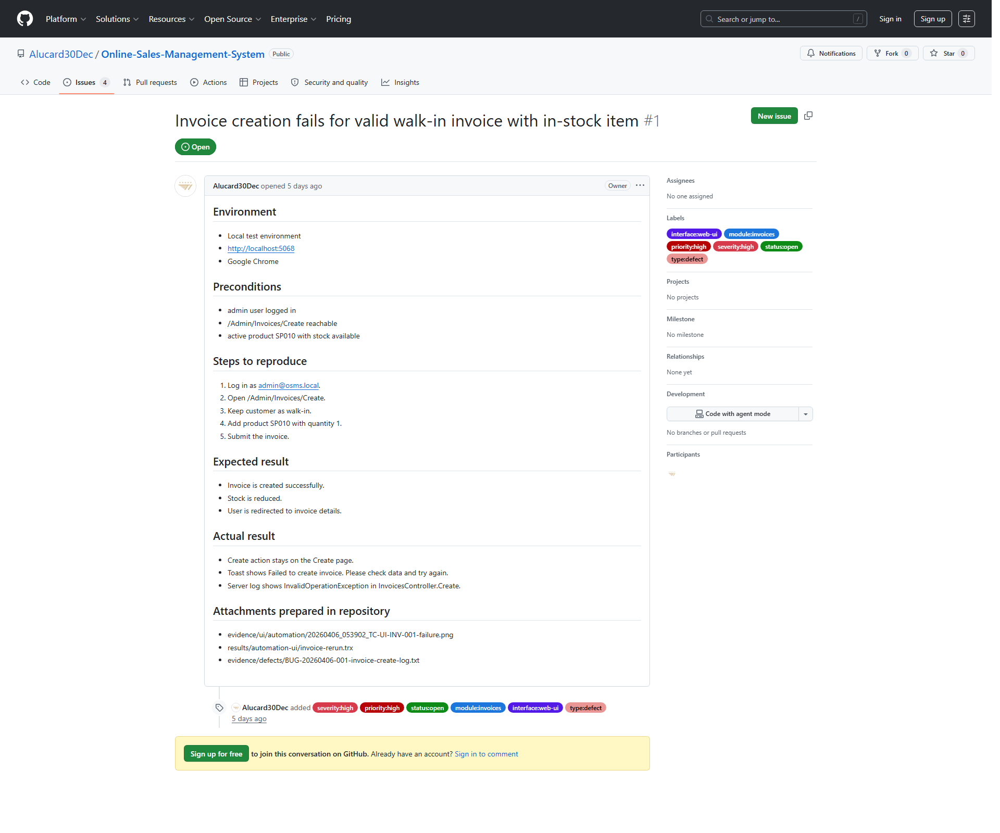 Platform Solutions Resources Open Source Enterprise Pricing Search or jump to... / Sign in Sign up
Alucard30Dec / Online-Sales-Management-System Public Notifications Fork 0 Star 0
Code Issues 4 Pull requests Actions Projects Security and quality Insights
Invoice creation fails for valid walk-in invoice with in-stock item #1
New issue
Open
Alucard30Dec opened 5 days ago Owner
Environment
Local test environment
http://localhost:5068
Google Chrome
Preconditions
admin user logged in
/Admin/Invoices/Create reachable
active product SP010 with stock available
Steps to reproduce
1. Log in as admin@osms.local.
2. Open /Admin/Invoices/Create.
3. Keep customer as walk-in.
4. Add product SP010 with quantity 1.
5. Submit the invoice.
Expected result
Invoice is created successfully.
Stock is reduced.
User is redirected to invoice details.
Actual result
Create action stays on the Create page.
Toast shows Failed to create invoice. Please check data and try again.
Server log shows InvalidOperationException in InvoicesController.Create.
Attachments prepared in repository
evidence/ui/automation/20260406_053902_TC-UI-INV-001-failure.png
results/automation-ui/invoice-rerun.trx
evidence/defects/BUG-20260406-001-invoice-create-log.txt
Alucard30Dec added severity:high priority:high status:open module:invoices interface:web-ui type:defect
5 days ago
Sign up for free to join this conversation on GitHub. Already have an account? Sign in to comment
Assignees
No one assigned
Labels
interface:web-ui module:invoices
priority:high severity:high status:open
type:defect
Projects
No projects
Milestone
No milestone
Relationships
None yet
Development
Code with agent mode
No branches or pull requests
Participants